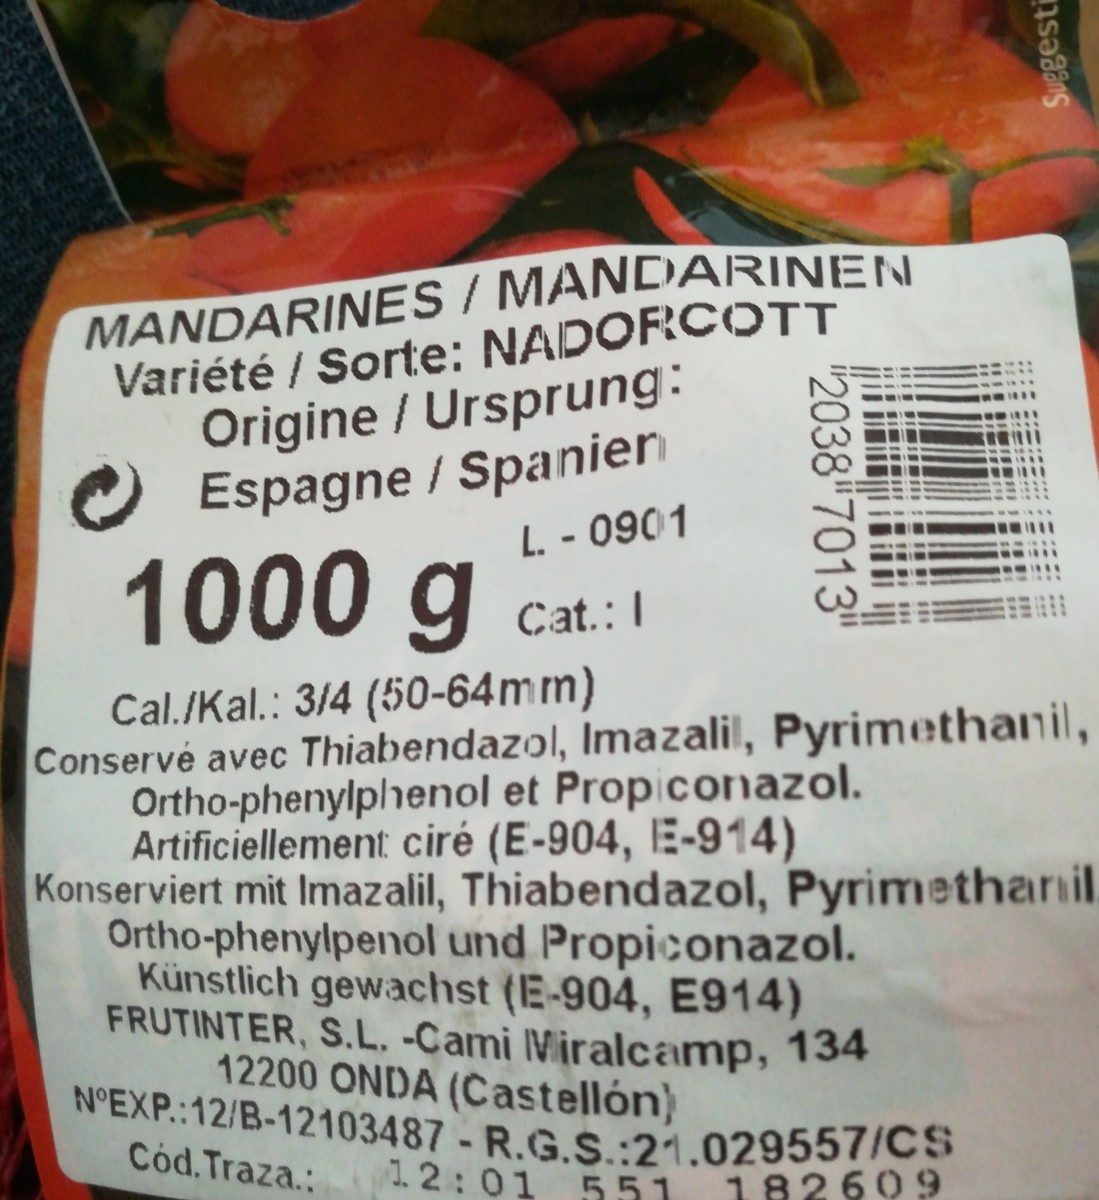 Suggesti
MANDARINES / MANDARINEN
Variété / Sorte: NADORCOTT
Origine / Ursprung:
Espagne / Spanien
L. - 0901
1000 g
Cat.: I
2038 7013
Cal./Kal.: 3/4 (50-64mm)
Conservé avec Thiabendazol, Imazalil, Pyrimethanil,
Ortho-phenylphenol et Propiconazol.
Artificiellement ciré (E-904, E-914)
Konserviert mit Imazalil, Thiabendazol, Pyrimethanil
Ortho-phenylpenol und Propiconazol.
Künstlich gewachst (E-904, E914)
FRUTINTER, S.L. -Cami Miralcamp, 134
12200 ONDA (Castellón)
NºEXP.:12/B-12103487 - R.G.S.:21.029557/CS
Cód.Traza.: 12:01 551 182609